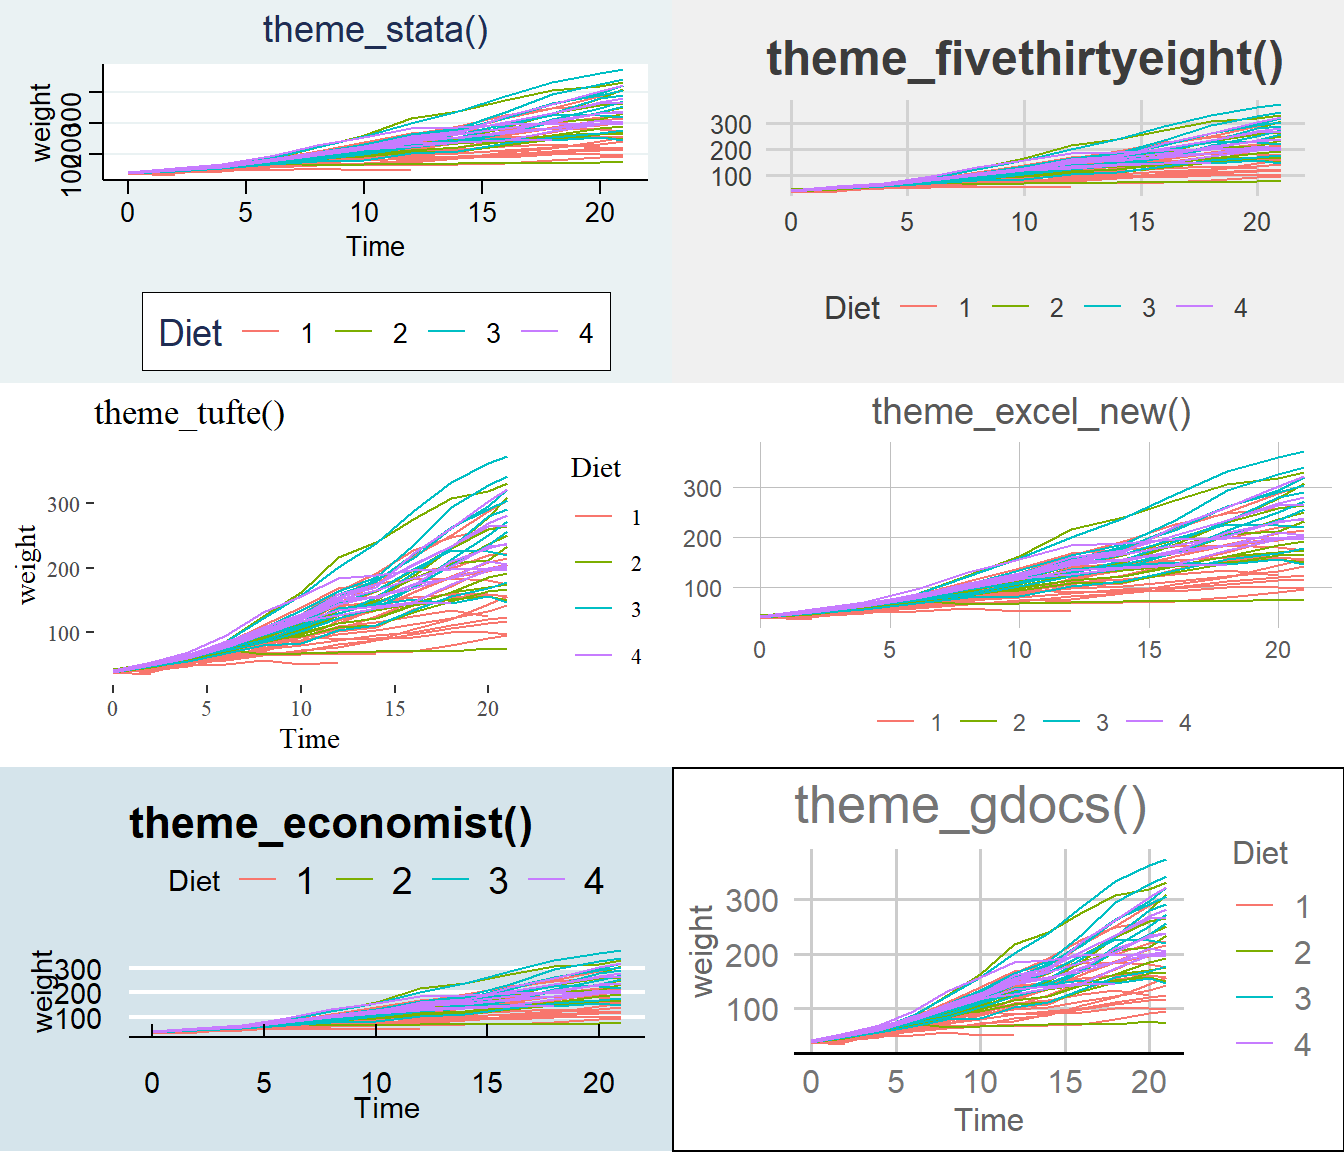 theme_stata()
weight
100 200 300
0 5 10 15 20
Time
Diet 1 2 3 4
theme_fivethirtyeight()
300
200
100
0 5 10 15 20
Diet 1 2 3 4
theme_tufte()
weight
300
200
100
0 5 10 15 20
Time
Diet
1
2
3
4
theme_excel_new()
300
200
100
0 5 10 15 20
1 2 3 4
theme_economist()
Diet 1 2 3 4
weight
300
200
100
0 5 10 15 20
Time
theme_gdocs()
weight
300
200
100
0 5 10 15 20
Time
Diet
1
2
3
4